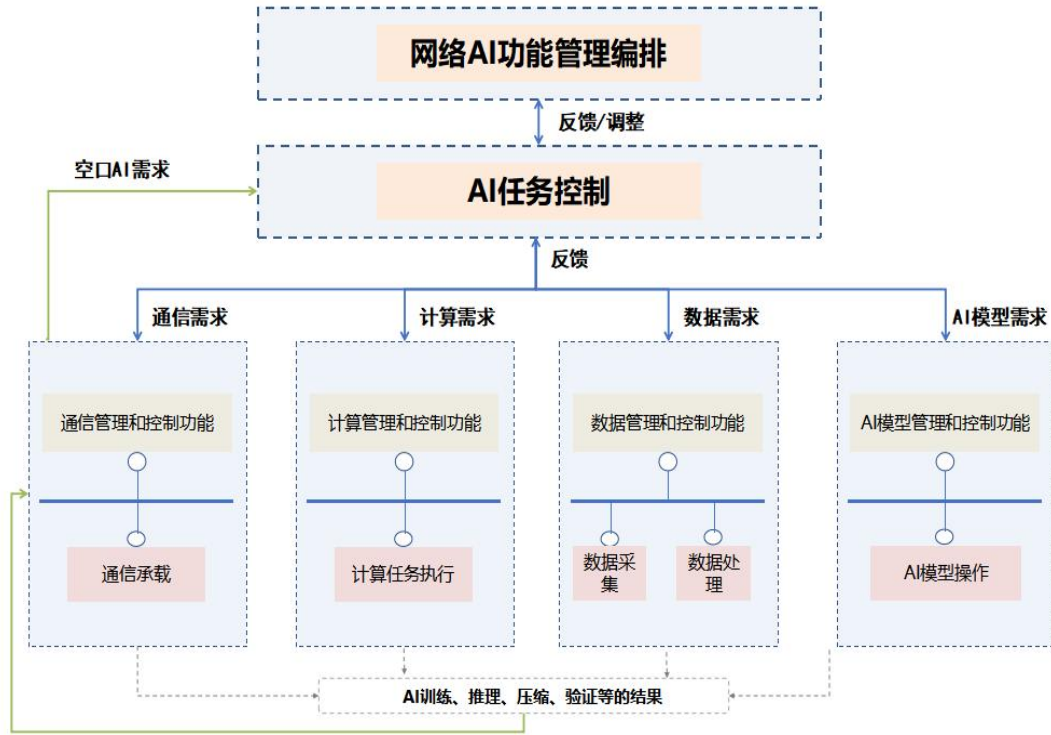 网络AI功能管理编排
反馈/调整
空口AI需求
AI任务控制
反馈
通信需求
计算需求
数据需求
AI模型需求
通信管理和控制功能
计算管理和控制功能
数据管理和控制功能
AI模型管理和控制功能
通信承载
计算任务执行
数据采
集
数据处
理
AI模型操作
AI训练、推理、压缩、验证等的结果